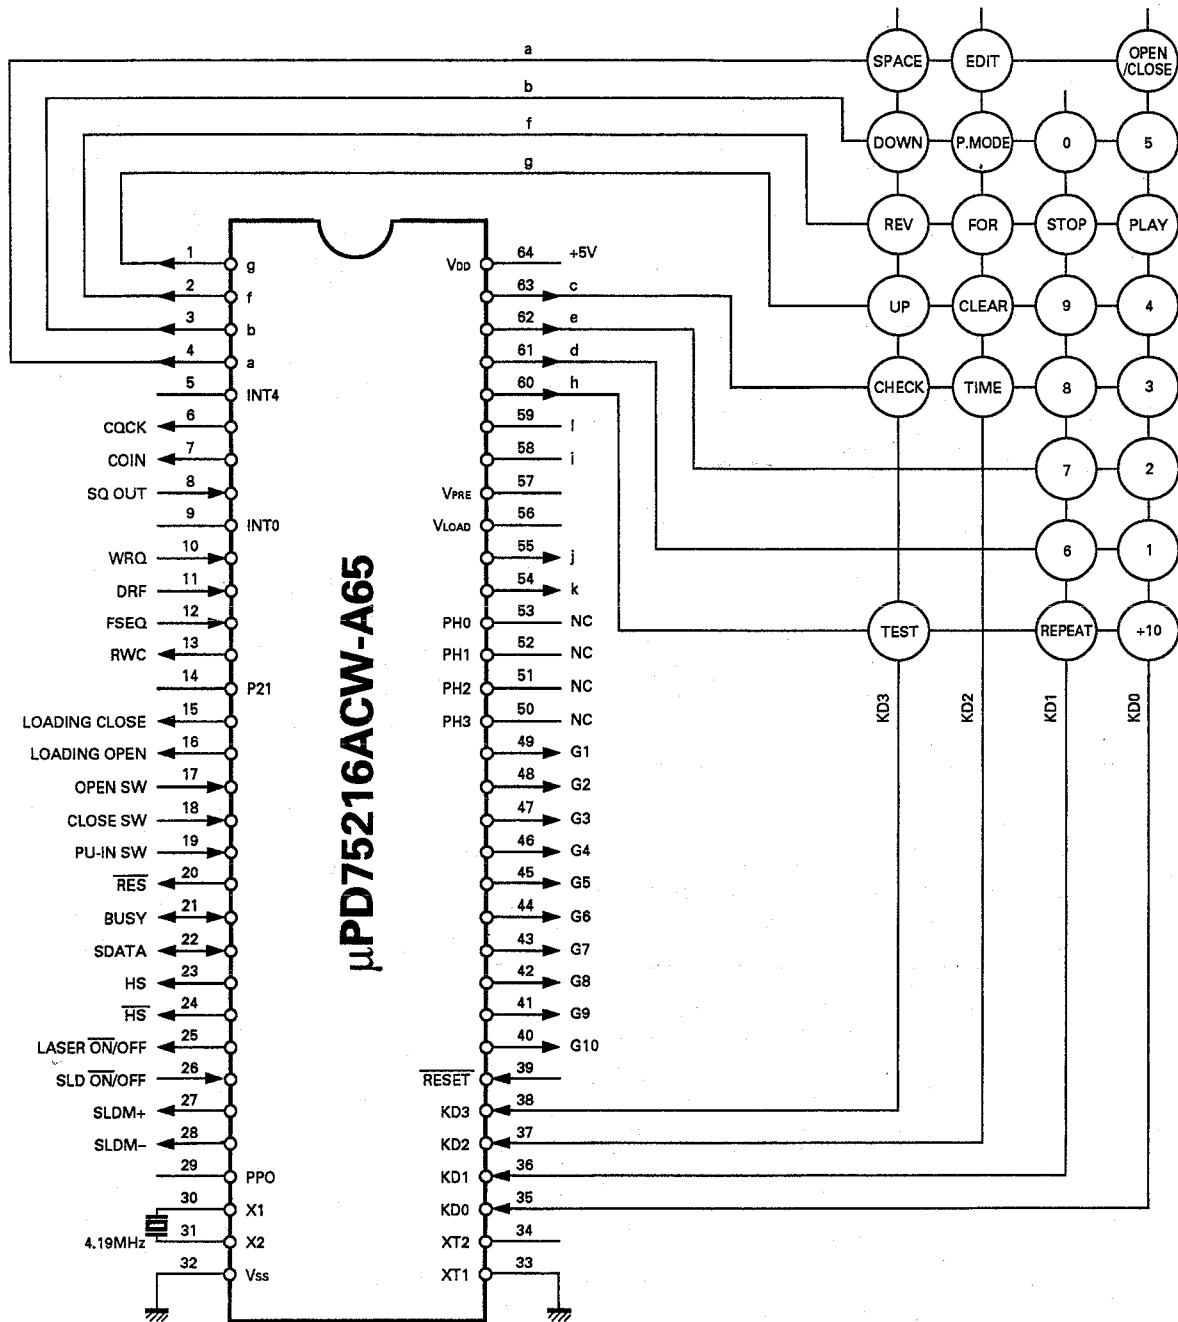 a
SPACE EDIT OPEN /CLOSE
b
DOWN P.MODE 0 5
f
g
REV FOR STOP PLAY
UP CLEAR 9 4
CHECK TIME 8 3
7 2
6 1
TEST REPEAT +10
KD3 KD2 KD1 KD0
μPD75216ACW-A65
1 g
2 f
3 b
4 a
5 INT4
CQCK 6
COIN 7
SQ OUT 8
9 INT0
WRQ 10
DRF 11
FSEQ 12
RWC 13
14 P21
LOADING CLOSE 15
LOADING OPEN 16
OPEN SW 17
CLOSE SW 18
PU-IN SW 19
RES 20
BUSY 21
SDATA 22
HS 23
HS 24
LASER ON/OFF 25
SLD ON/OFF 26
SLDM+ 27
SLDM– 28
29 PPO
30 X1
4.19MHz 31 X2
32 Vss
VDD 64 +5V
63 c
62 e
61 d
60 h
59 l
58 i
VPRE 57
VLOAD 56
55 j
54 k
PH0 53 NC
PH1 52 NC
PH2 51 NC
PH3 50 NC
49 G1
48 G2
47 G3
46 G4
45 G5
44 G6
43 G7
42 G8
41 G9
40 G10
RESET 39
KD3 38
KD2 37
KD1 36
KD0 35
XT2 34
XT1 33